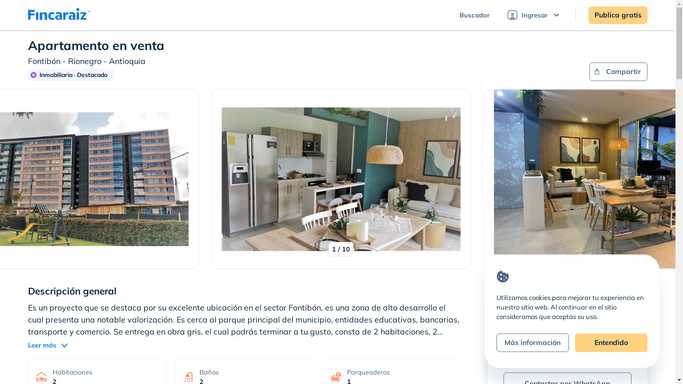 Fincaraiz
Buscador
Ingresar
Publica gratis
Apartamento en venta
Fontibón - Rionegro - Antioquia
Inmobiliaria · Destacado
Compartir
1 / 10
Descripción general
Es un proyecto que se destaca por su excelente ubicación en el sector Fontibón, es una zona de alto desarrollo el
cual presenta una notable valorización. Es cerca al parque principal del municipio, entidades educativas, bancarias,
transporte y comercio. Se entrega en obra gris, el cual podrás terminar a tu gusto, consta de 2 habitaciones, 2...
Leer más
Habitaciones
2
Baños
2
Parqueaderos
1
Utilizamos cookies para mejorar tu experiencia en
nuestro sitio web. Al continuar en el sitio
consideramos que aceptas su uso.
Más información
Entendido
Contactar por WhatsApp